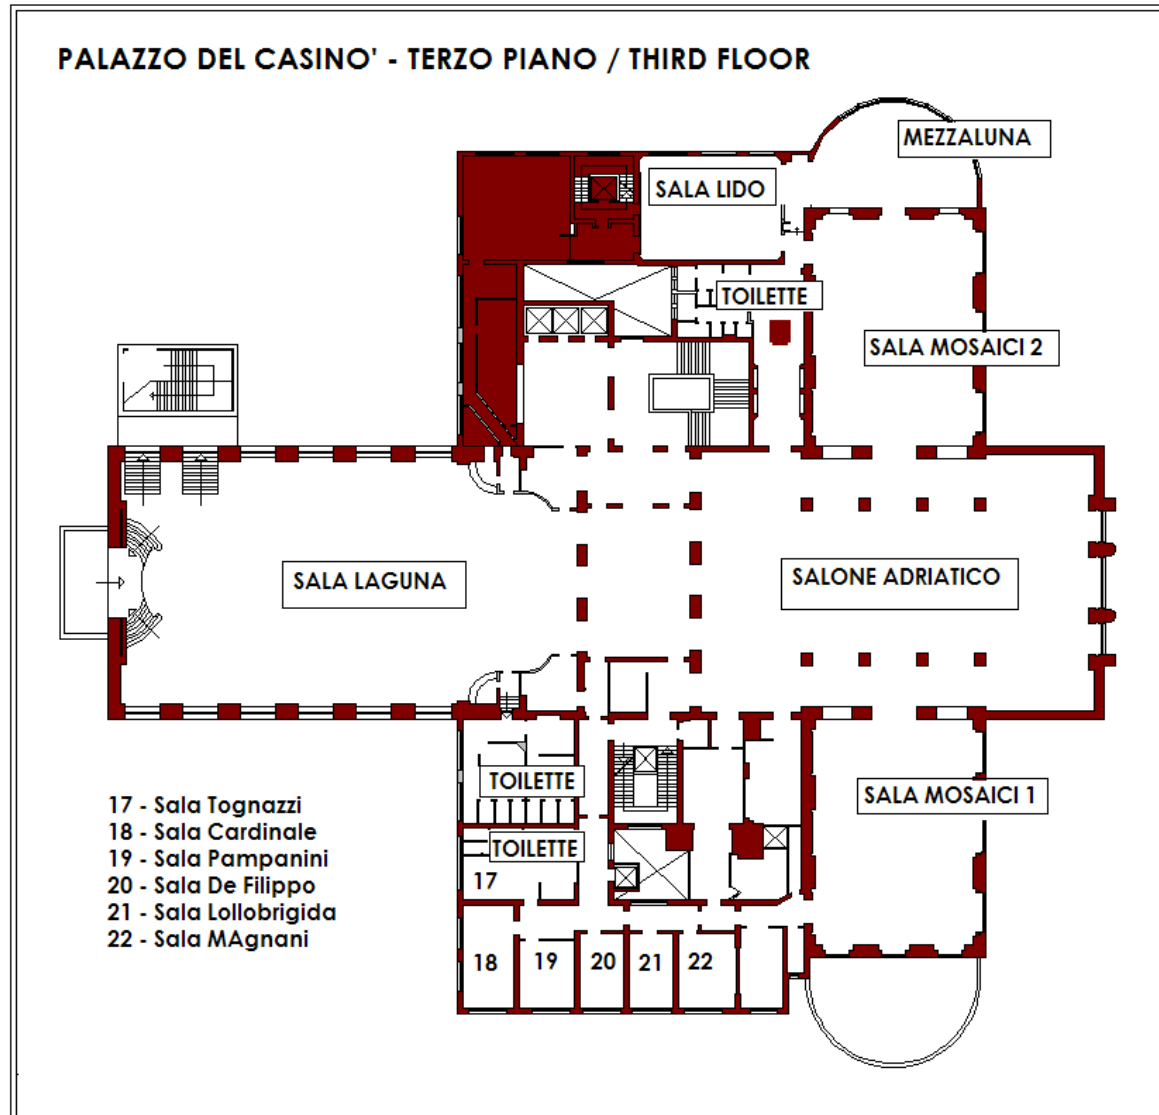 PALAZZO DEL CASINO' - TERZO PIANO / THIRD FLOOR
MEZZALUNA
SALA LIDO
TOILETTE
SALA MOSAICI 2
SALA LAGUNA
SALONE ADRIATICO
TOILETTE
SALA MOSAICI 1
TOILETTE
17
18
19
20
21
22
17 - Sala Tognazzi
18 - Sala Cardinale
19 - Sala Pampanini
20 - Sala De Filippo
21 - Sala Lollobrigida
22 - Sala MAgnani